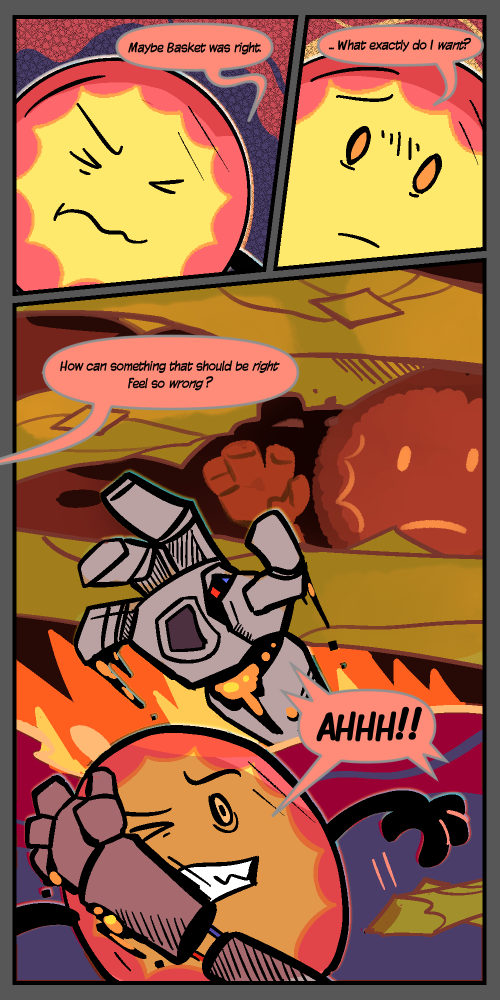 Maybe Basket was right.
... What exactly do I want?
How can something that should be right
Feel so wrong?
AHHH!!